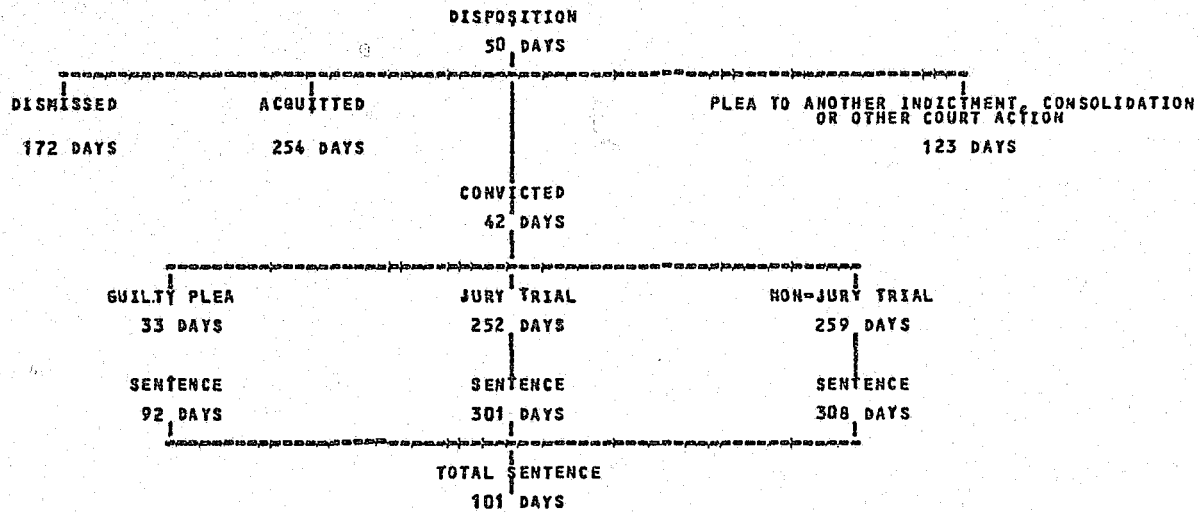 DISPOSITION
50 DAYS
DISMISSED ACQUITTED PLEA TO ANOTHER INDICTMENT, CONSOLIDATION
OR OTHER COURT ACTION
172 DAYS 254 DAYS 123 DAYS
CONVICTED
42 DAYS
GUILTY PLEA JURY TRIAL NON-JURY TRIAL
33 DAYS 252 DAYS 259 DAYS
SENTENCE SENTENCE SENTENCE
92 DAYS 301 DAYS 308 DAYS
TOTAL SENTENCE
101 DAYS